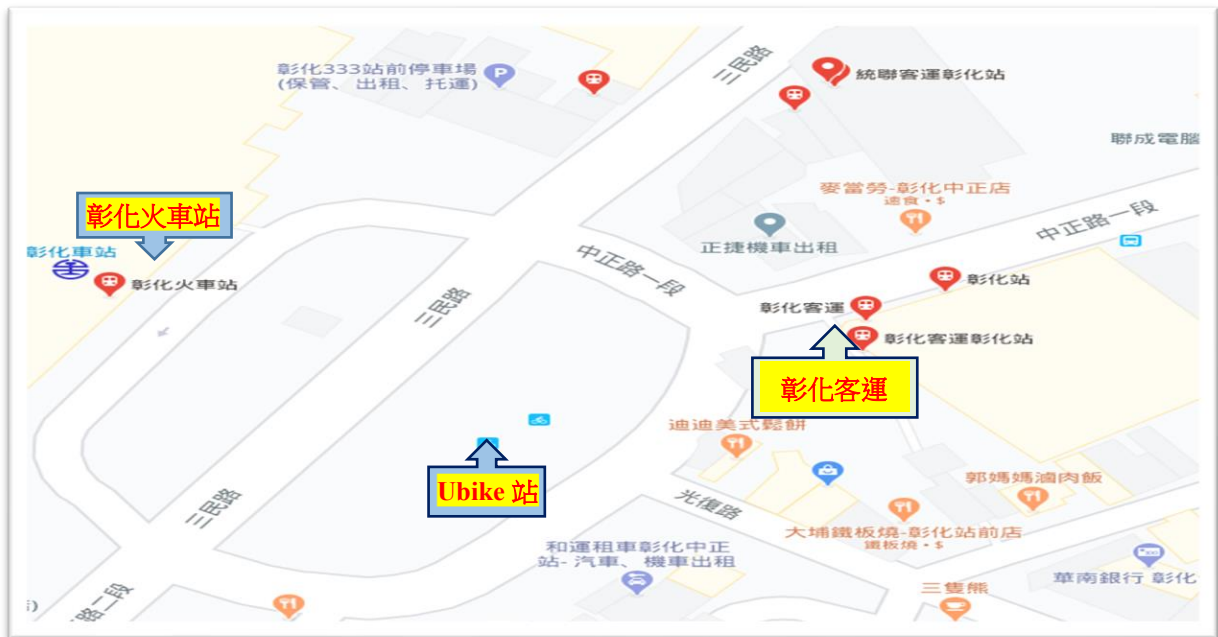 彰化333站前停車場
(保管、出租、托運)
三民路
統聯客運彰化站
聯成電腦
麥當勞-彰化中正店
速食・$
彰化火車站
中正路一段
正捷機車出租
彰化車站
中正路一段
彰化火車站
彰化站
三民路
彰化客運
彰化客運彰化站
彰化客運
迪迪美式鬆餅
Ubike 站
郭媽媽滷肉飯
三民路
光復路
大埔鐵板燒-彰化站前店
鐵板燒・$
和運租車彰化中正
站- 汽車、機車出租
華南銀行 彰化
三隻熊
路二段